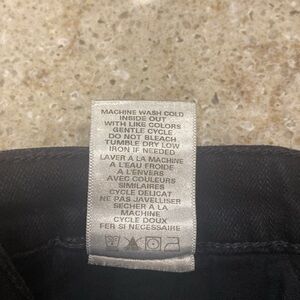 MACHINE WASH COLD
INSIDE OUT
WITH LIKE COLORS
GENTLE CYCLE
DO NOT BLEACH
TUMBLE DRY LOW
IRON IF NEEDED
LAVER A LA MACHINE
A L'EAU FROIDE
A L'ENVERS
AVEC COULEURS
SIMILAIRES
CYCLE DELICAT
NE PAS JAVELLISER
SECHER A LA
MACHINE
CYCLE DOUX
FER SI NECESSAIRE